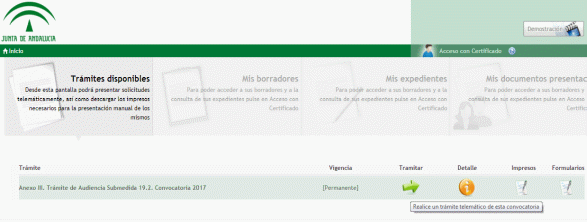 JUNTA DE ANDALUCIA
Demostración
Inicio
Acceso con Certificado
Trámites disponibles
Desde esta pantalla podrá presentar solicitudes
telemáticamente, así como descargar los impresos
necesarios para la presentación manual de los
mismos
Mis borradores
Para poder acceder a sus borradores y a la
consulta de sus expedientes pulse en Acceso con
Certificado
Mis expedientes
Para poder acceder a sus borradores y a la
consulta de sus expedientes pulse en Acceso con
Certificado
Mis documentos presentad
Para poder acceder a sus borradores y
consulta de sus expedientes pulse en Acceso
Certific
Trámite Vigencia Tramitar Detalle Impresos Formularios
Anexo III. Trámite de Audiencia Submedida 19.2. Convocatoria 2017 [Permanente]
Realice un trámite telemático de esta convocatoria.